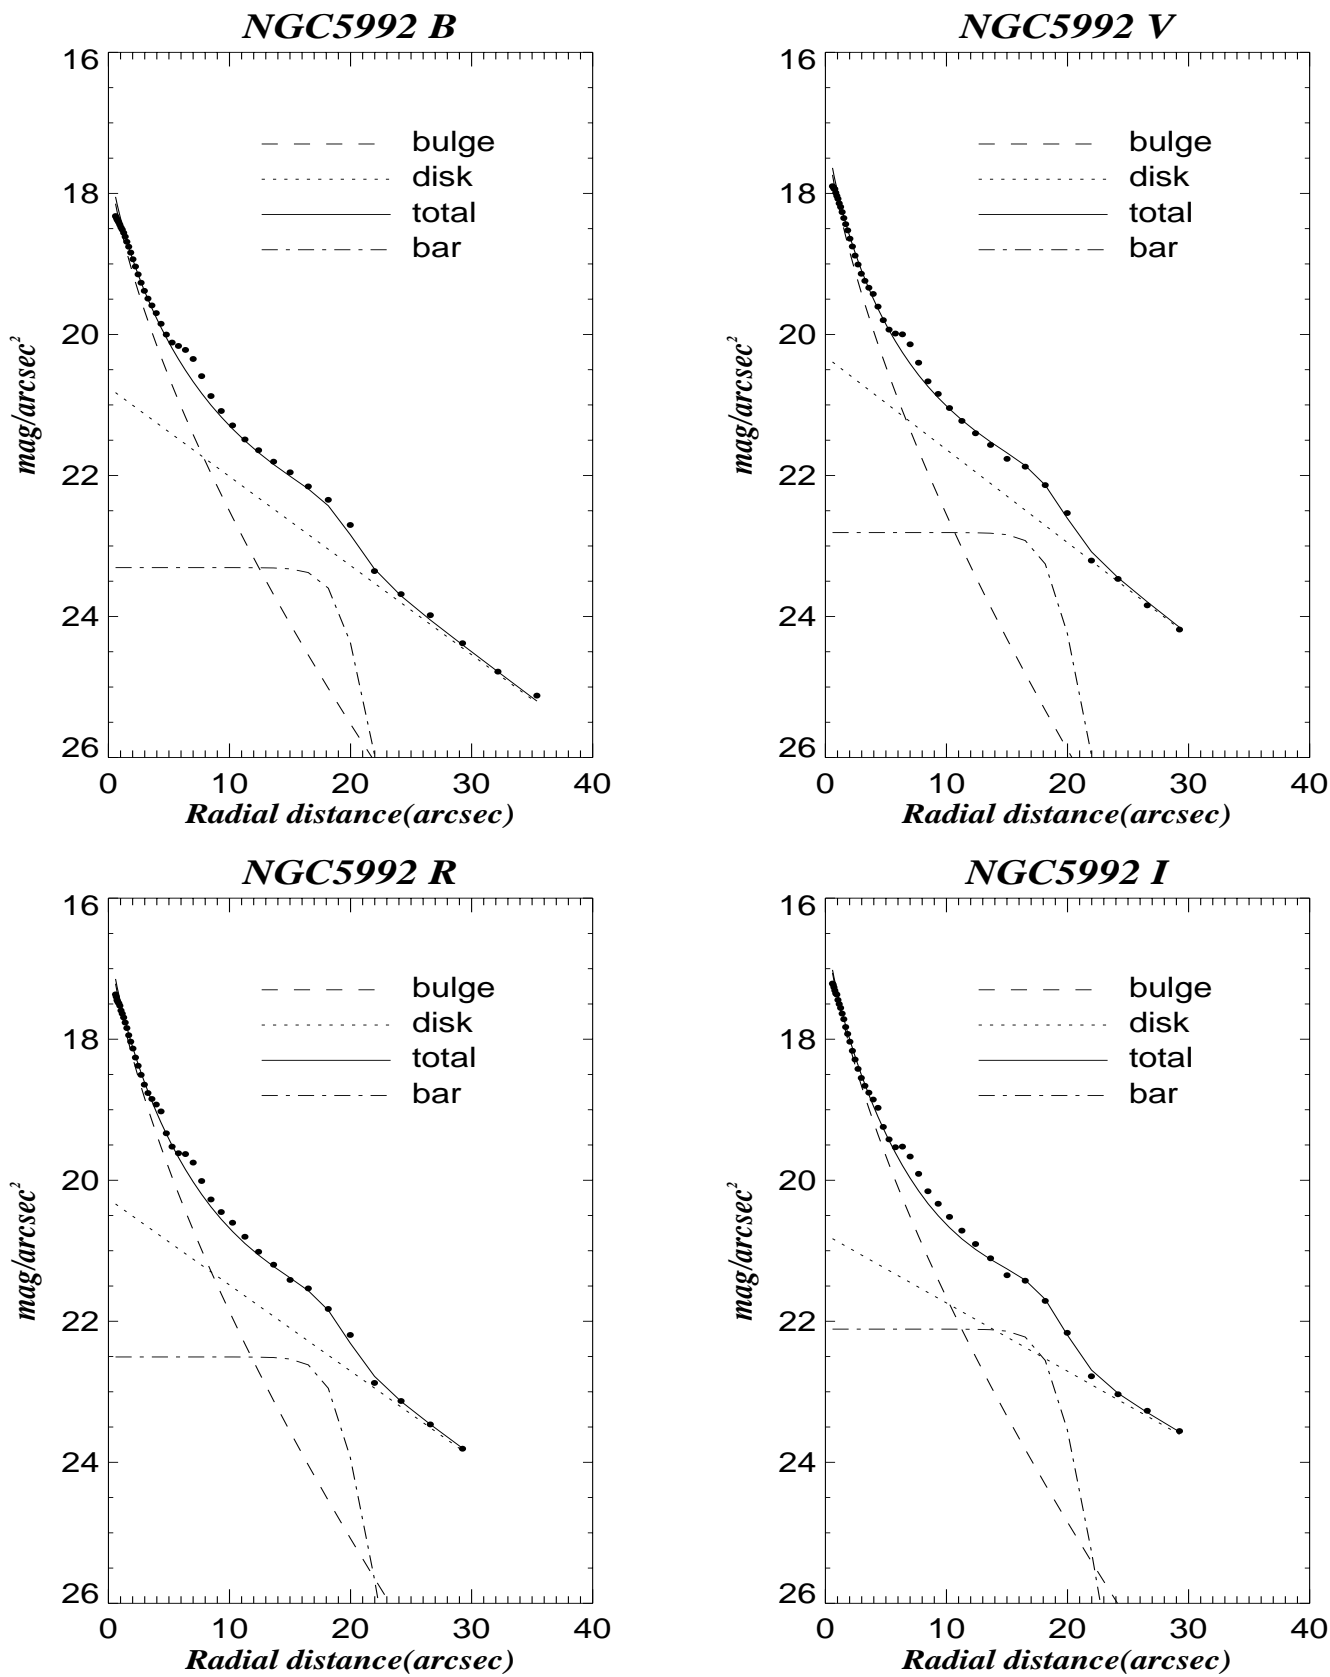 NGC5992 B
16
18
20
22
24
26
mag/arcsec²
bulge
disk
total
bar
0 10 20 30 40
Radial distance(arcsec)
NGC5992 V
16
18
20
22
24
26
mag/arcsec²
bulge
disk
total
bar
0 10 20 30 40
Radial distance(arcsec)
NGC5992 R
16
18
20
22
24
26
mag/arcsec²
bulge
disk
total
bar
0 10 20 30 40
Radial distance(arcsec)
NGC5992 I
16
18
20
22
24
26
mag/arcsec²
bulge
disk
total
bar
0 10 20 30 40
Radial distance(arcsec)